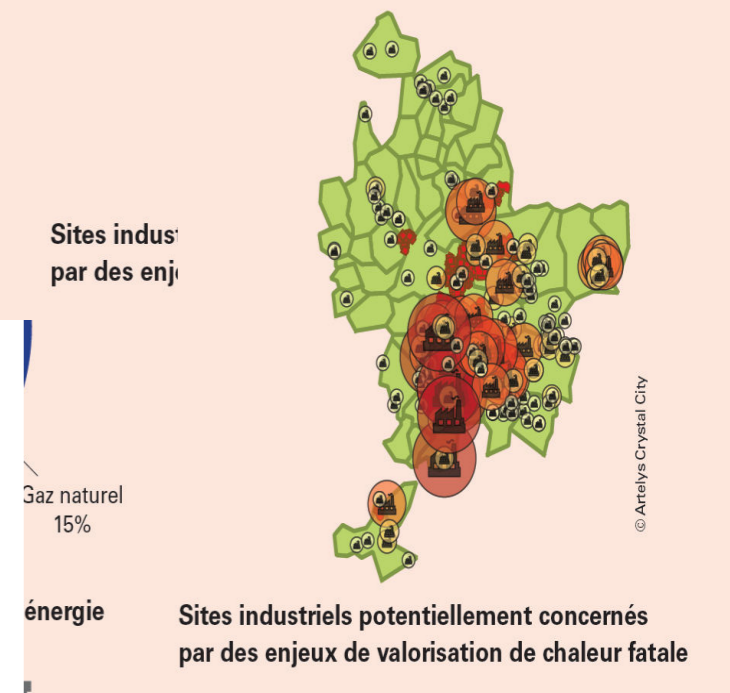 Sites indust
par des enj
© Artelys Crystal City
Gaz naturel
15%
énergie
Sites industriels potentiellement concernés
par des enjeux de valorisation de chaleur fatale